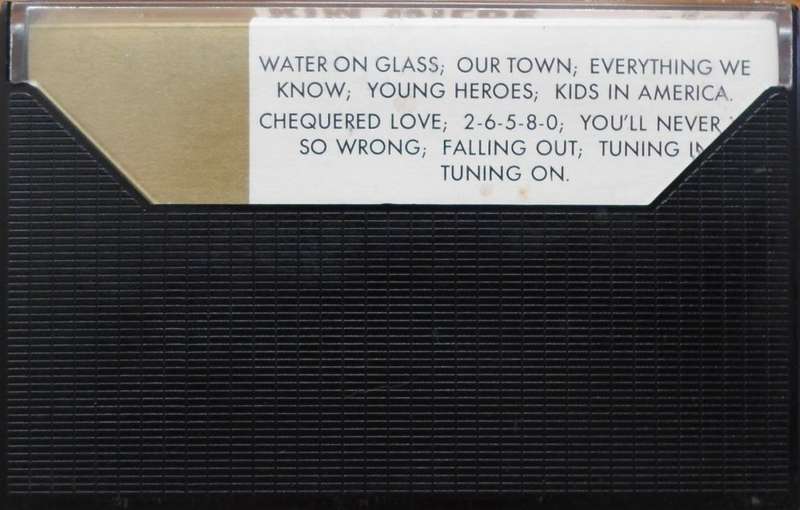 WATER ON GLASS; OUR TOWN; EVERYTHING WE
KNOW; YOUNG HEROES; KIDS IN AMERICA.
CHEQUERED LOVE; 2-6-5-8-0; YOU'LL NEVER
SO WRONG; FALLING OUT; TUNING IN
TUNING ON.